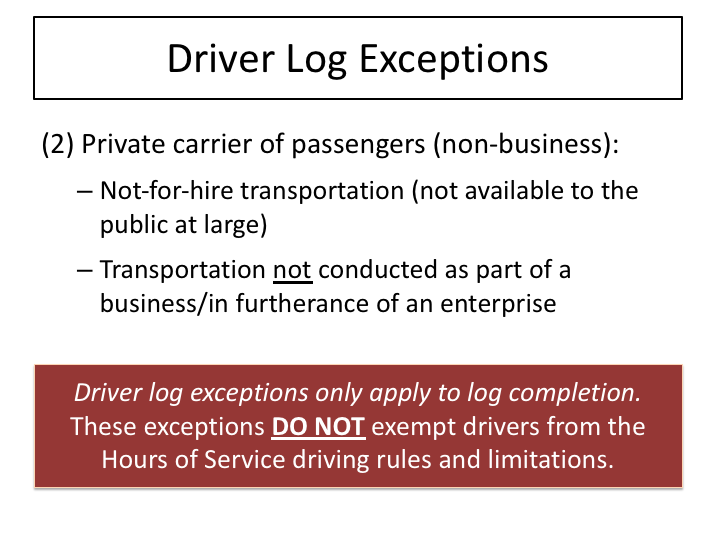 Driver Log Exceptions
(2) Private carrier of passengers (non-business):
– Not-for-hire transportation (not available to the
public at large)
– Transportation not conducted as part of a
business/in furtherance of an enterprise
Driver log exceptions only apply to log completion.
These exceptions DO NOT exempt drivers from the
Hours of Service driving rules and limitations.